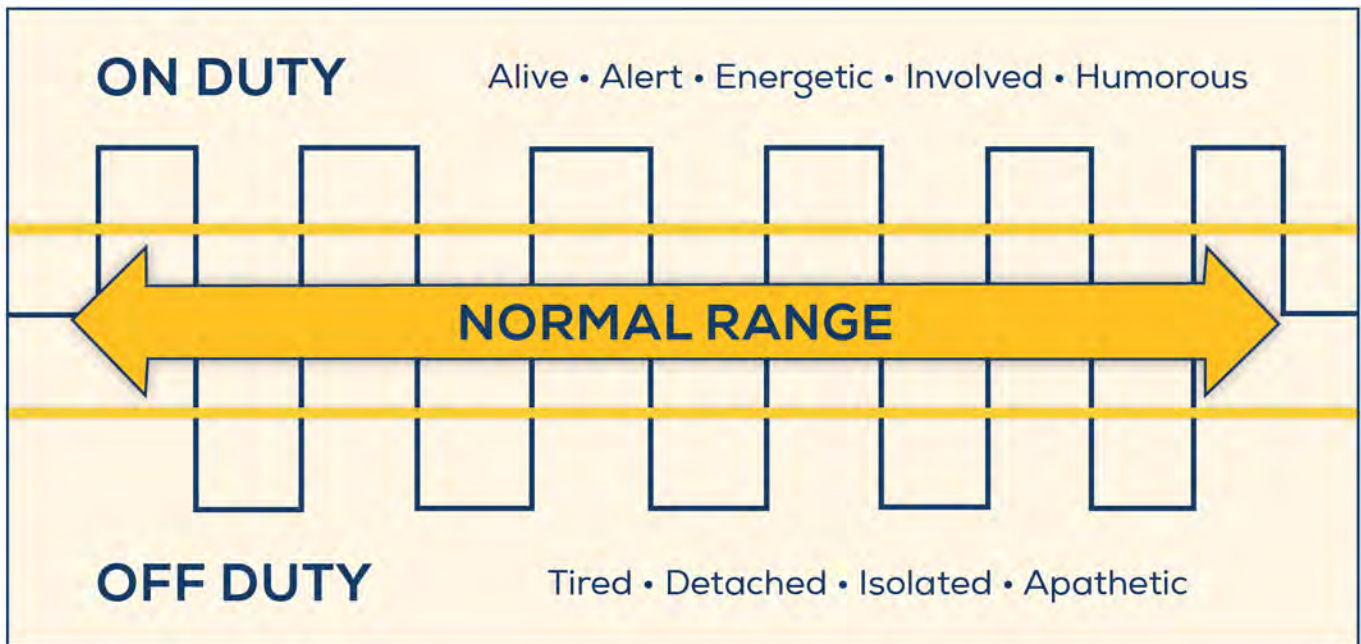 ON DUTY
Alive • Alert • Energetic • Involved • Humorous
NORMAL RANGE
OFF DUTY
Tired • Detached • Isolated • Apathetic